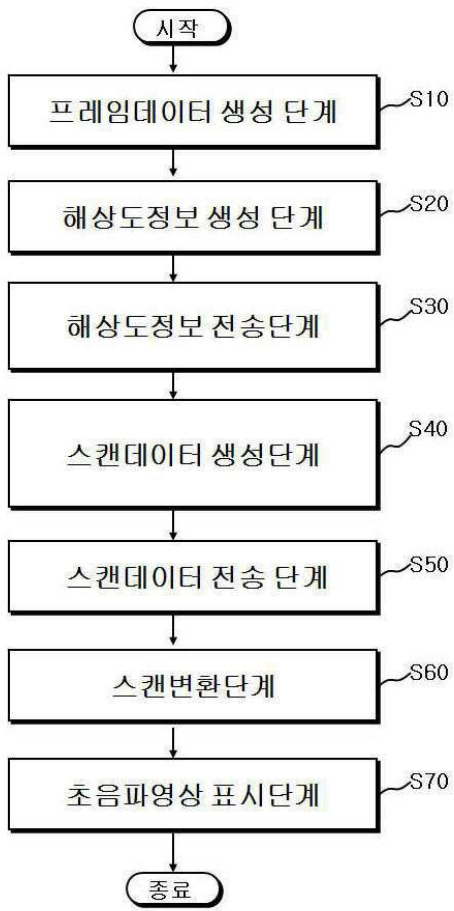 시작
프레임데이터 생성 단계
S10
해상도정보 생성 단계
S20
해상도정보 전송단계
S30
스캔데이터 생성단계
S40
스캔데이터 전송 단계
S50
스캔변환단계
S60
초음파영상 표시단계
S70
종료